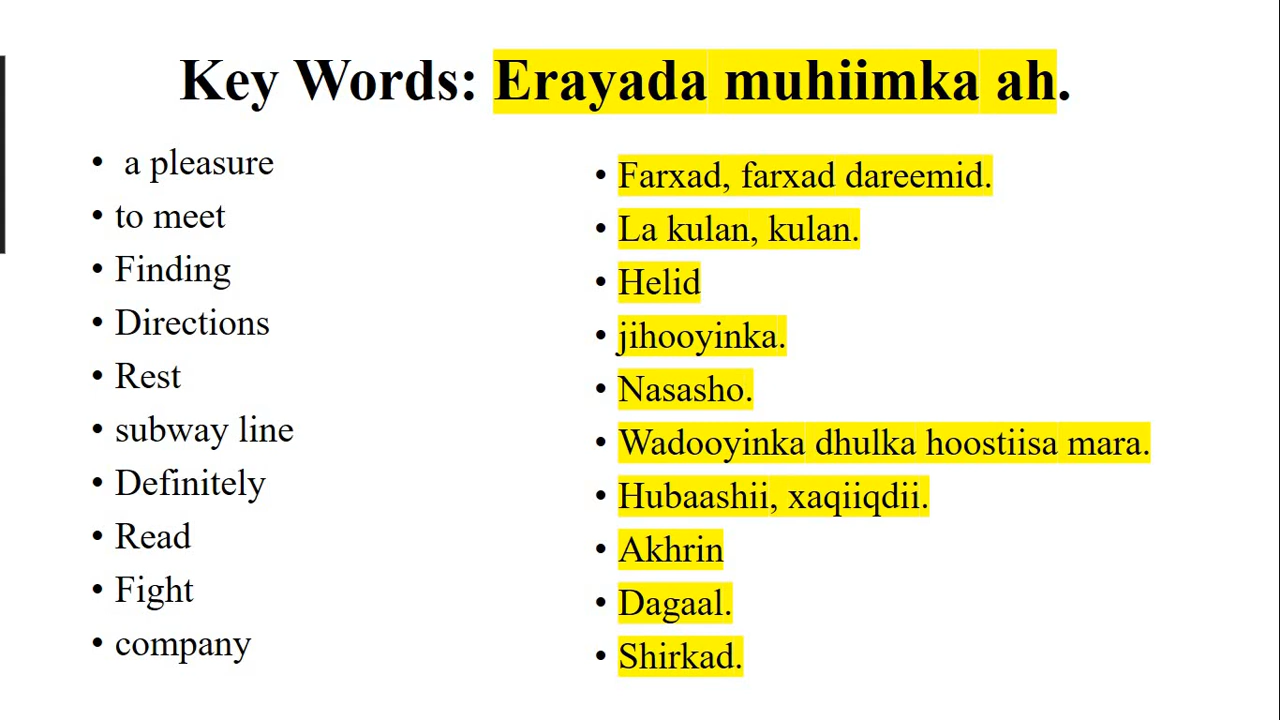 Key Words: Erayada muhiimka ah.
• a pleasure
• to meet
• Finding
• Directions
• Rest
• subway line
• Definitely
• Read
• Fight
• company
• Farxad, farxad dareemid.
• La kulan, kulan.
• Helid
• jihooyinka.
• Nasasho.
• Wadooyinka dhulka hoostiisa mara.
• Hubaashii, xaqiiqdii.
• Akhrin
• Dagaal.
• Shirkad.